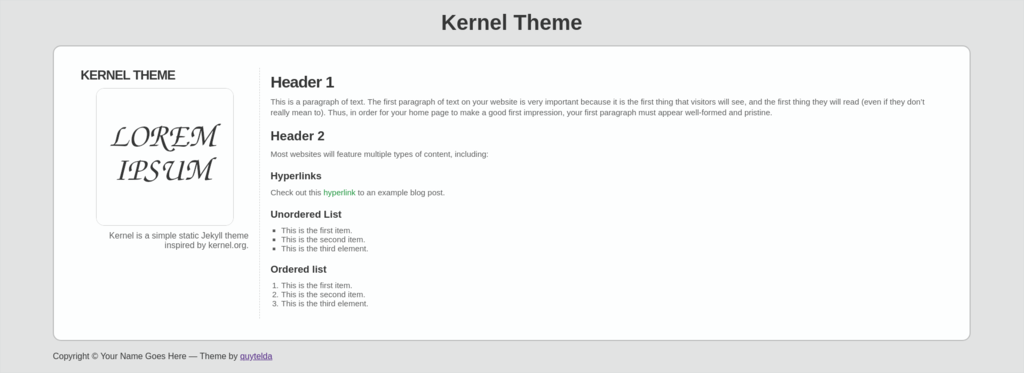 Kernel Theme
KERNEL THEME
LOREM
IPSUM
Kernel is a simple static Jekyll theme
inspired by kernel.org.
Header 1
This is a paragraph of text. The first paragraph of text on your website is very important because it is the first thing that visitors will see, and the first thing they will read (even if they don't
really mean to). Thus, in order for your home page to make a good first impression, your first paragraph must appear well-formed and pristine.
Header 2
Most websites will feature multiple types of content, including:
Hyperlinks
Check out this hyperlink to an example blog post.
Unordered List
• This is the first item.
• This is the second item.
• This is the third element.
Ordered list
1. This is the first item.
2. This is the second item.
3. This is the third element.
Copyright © Your Name Goes Here — Theme by quytelda